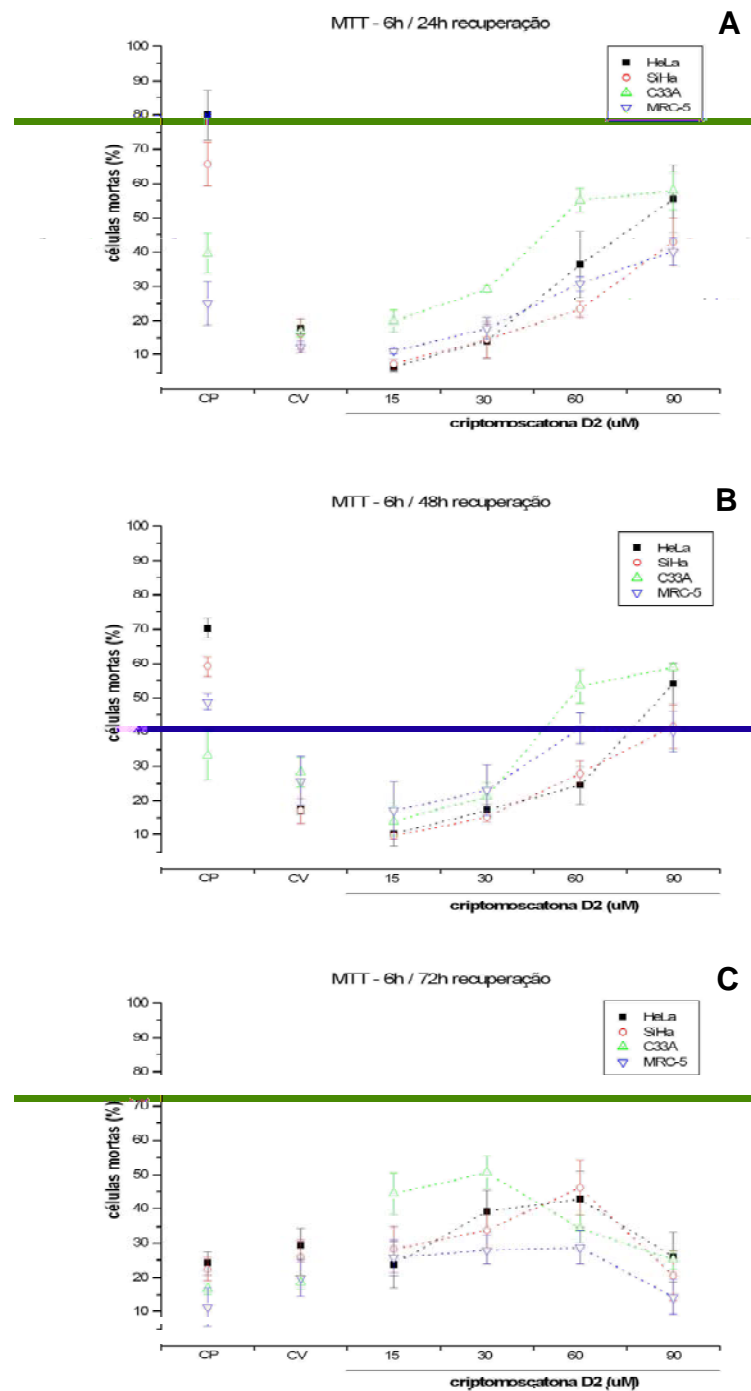 MTT - 6h / 24h recuperação
A
100
90
80
70
60
50
40
30
20
10
células mortas (%)
HeLa
SiHa
C33A
MRC-5
CP
CV
15
30
60
90
criptomoscatona D2 (uM)
MTT - 6h / 48h recuperação
B
100
90
80
70
60
50
40
30
20
10
células mortas (%)
HeLa
SiHa
C33A
MRC-5
CP
CV
15
30
60
90
criptomoscatona D2 (uM)
MTT - 6h / 72h recuperação
C
100
90
80
70
60
50
40
30
20
10
células mortas (%)
HeLa
SiHa
C33A
MRC-5
CP
CV
15
30
60
90
criptomoscatona D2 (uM)